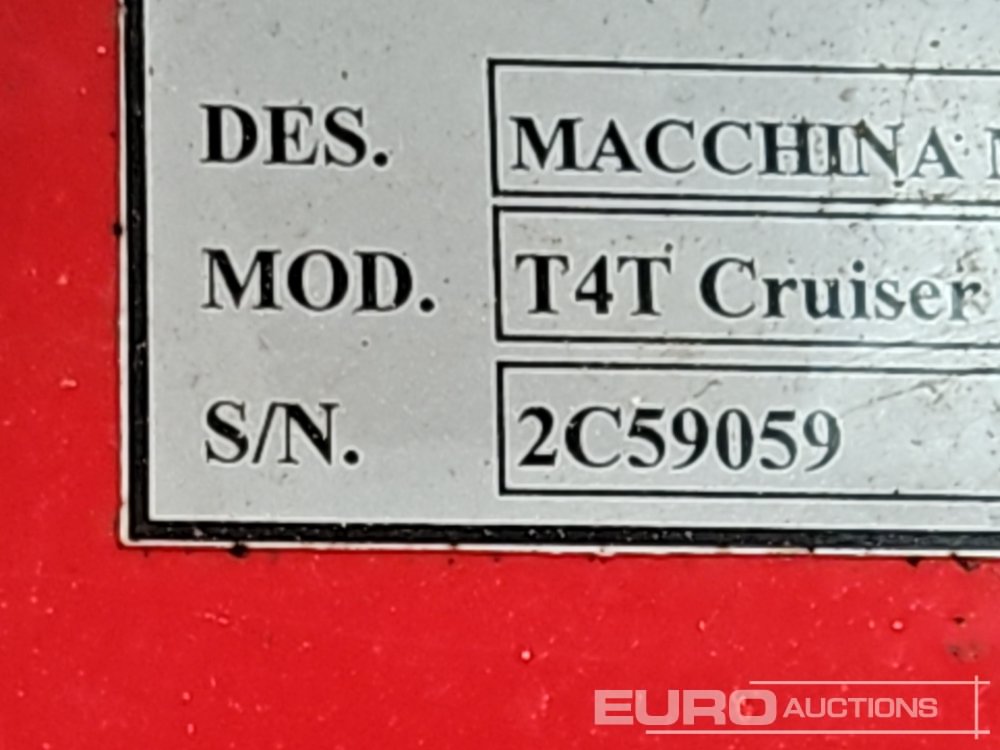 DES. MACCHINA
MOD. T4T Cruiser
S/N. 2C59059
EURO AUCTIONS